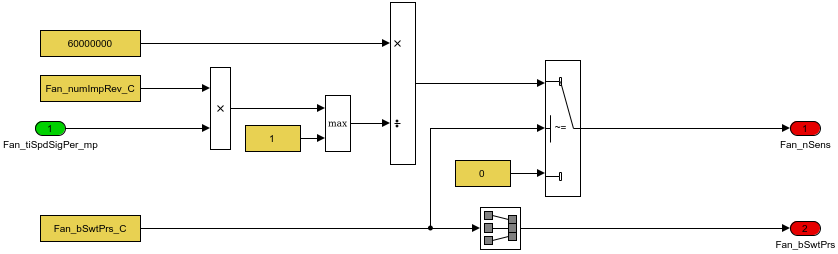 60000000
×
Fan_numImpRev_C
×
1
Fan_tiSpdSigPer_mp
1
max
÷
~=
0
1
Fan_nSens
Fan_bSwtPrs_C
2
Fan_bSwtPrs